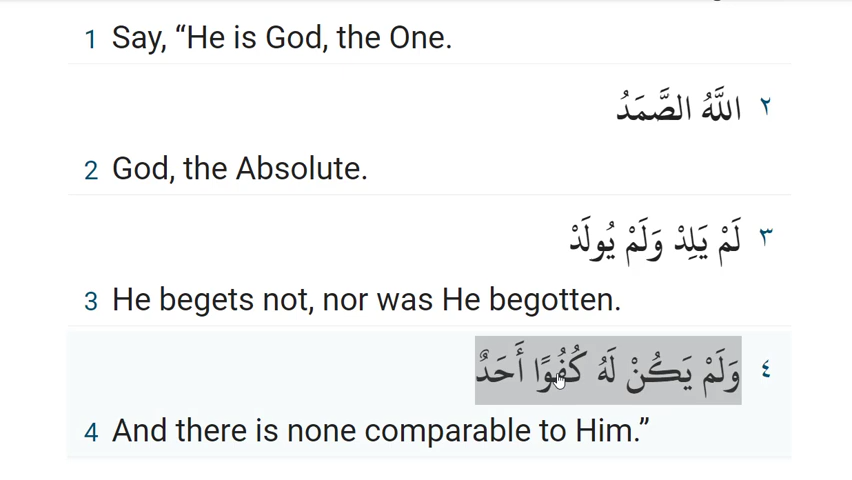 1 Say, “He is God, the One.
٢ اللَّهُ الصَّمَدُ
2 God, the Absolute.
٣ لَمْ يَلِدْ وَلَمْ يُولَدْ
3 He begets not, nor was He begotten.
٤ وَلَمْ يَكُنْ لَهُ كُفُوًا أَحَدٌ
4 And there is none comparable to Him.”